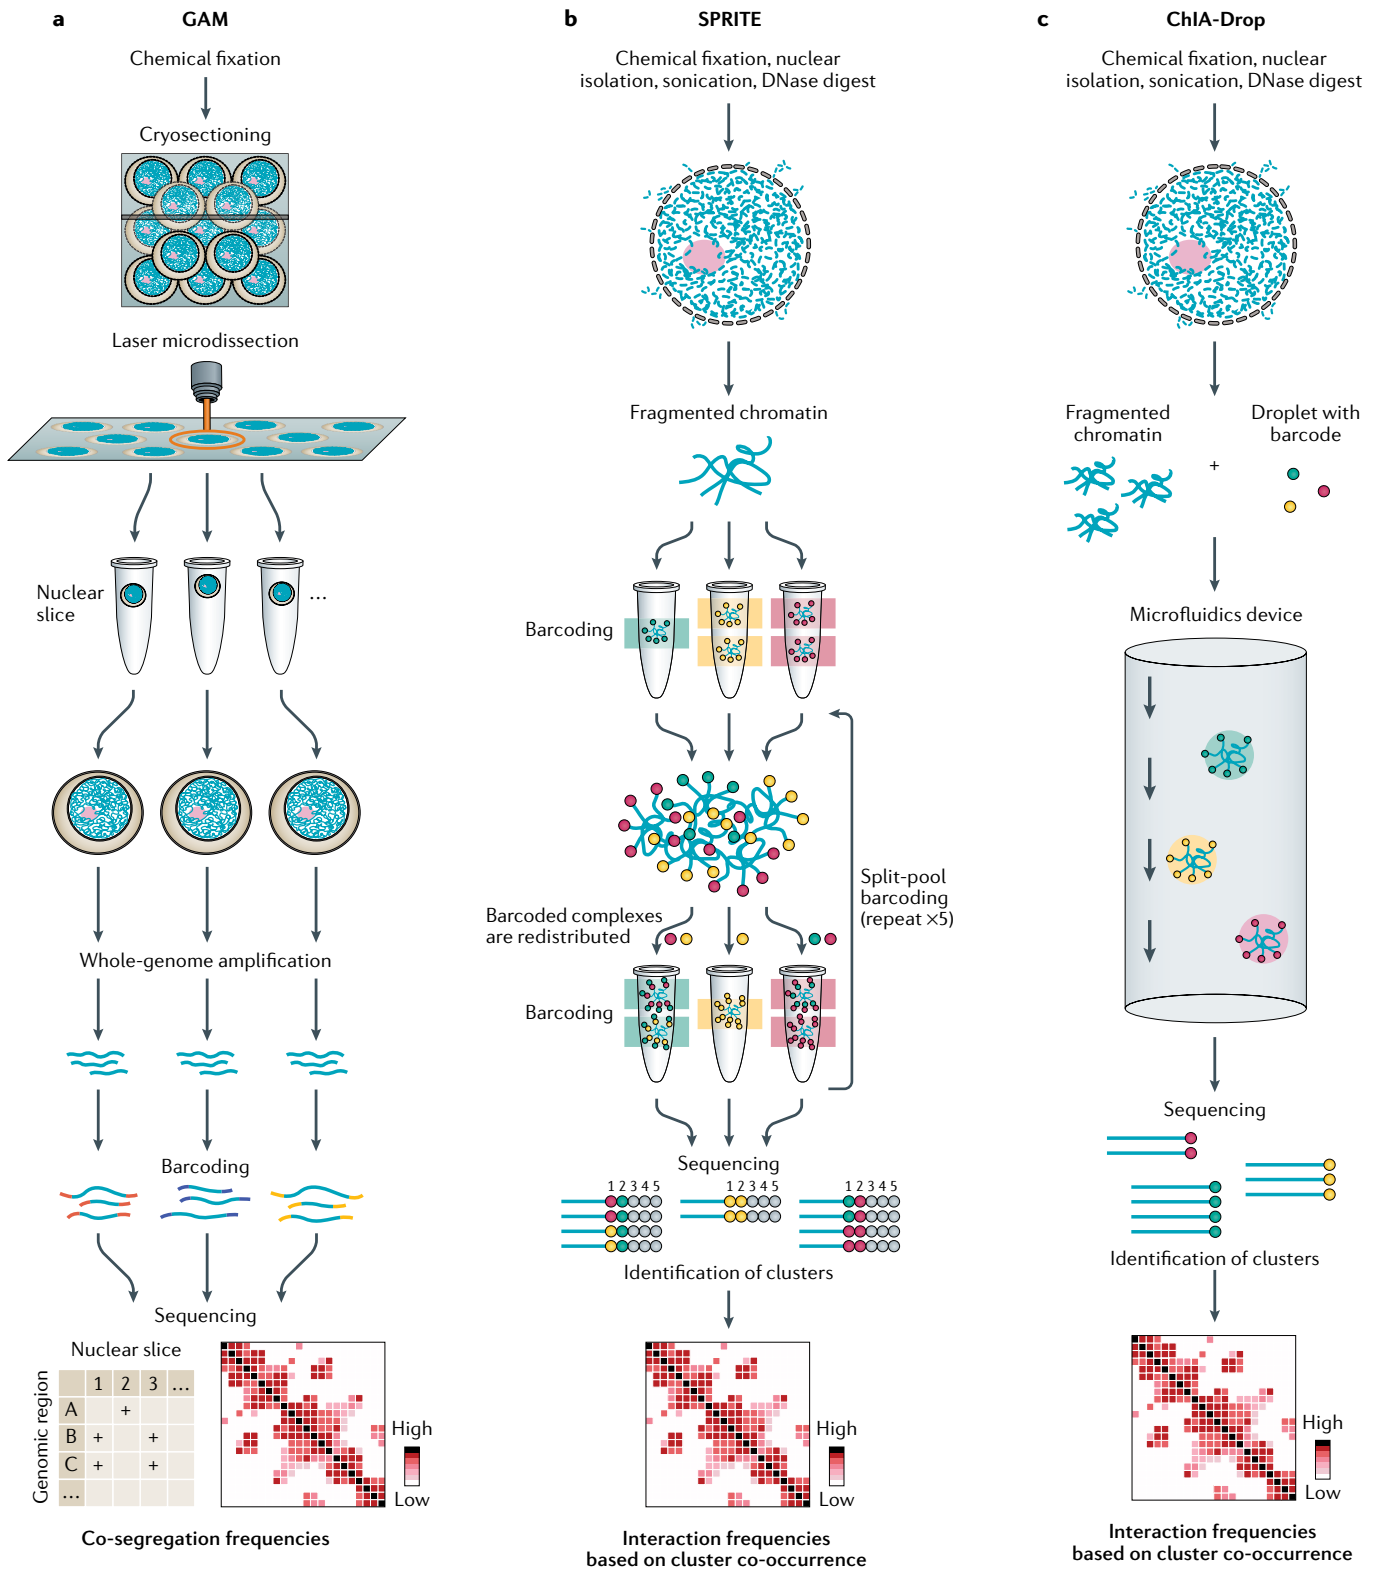 a GAM
Chemical fixation
Cryosectioning
Laser microdissection
Nuclear
slice
...
Whole-genome amplification
Barcoding
Sequencing
Nuclear slice
Genomic region
1 2 3 ...
A +
B + +
C + +
...
High
Low
Co-segregation frequencies
b SPRITE
Chemical fixation, nuclear
isolation, sonication, DNase digest
Fragmented chromatin
Barcoding
Split-pool
barcoding
(repeat ×5)
Barcoded complexes
are redistributed
Barcoding
Sequencing
1 2 3 4 5 1 2 3 4 5 1 2 3 4 5
Identification of clusters
High
Low
Interaction frequencies
based on cluster co-occurrence
c ChIA-Drop
Chemical fixation, nuclear
isolation, sonication, DNase digest
Fragmented
chromatin
+
Droplet with
barcode
Microfluidics device
Sequencing
Identification of clusters
High
Low
Interaction frequencies
based on cluster co-occurrence